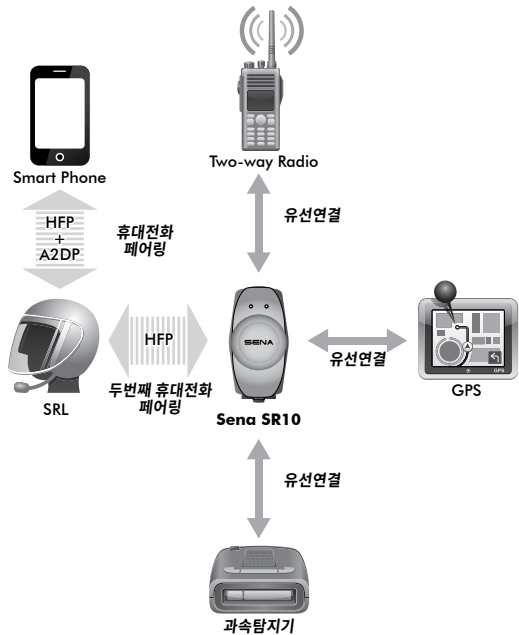 Two-way Radio
Smart Phone
HFP
+
A2DP
휴대전화
페어링
유선연결
HFP
SENA
유선연결
GPS
GPS
SRL
두번째 휴대전화
페어링
Sena SR10
유선연결
과속탐지기